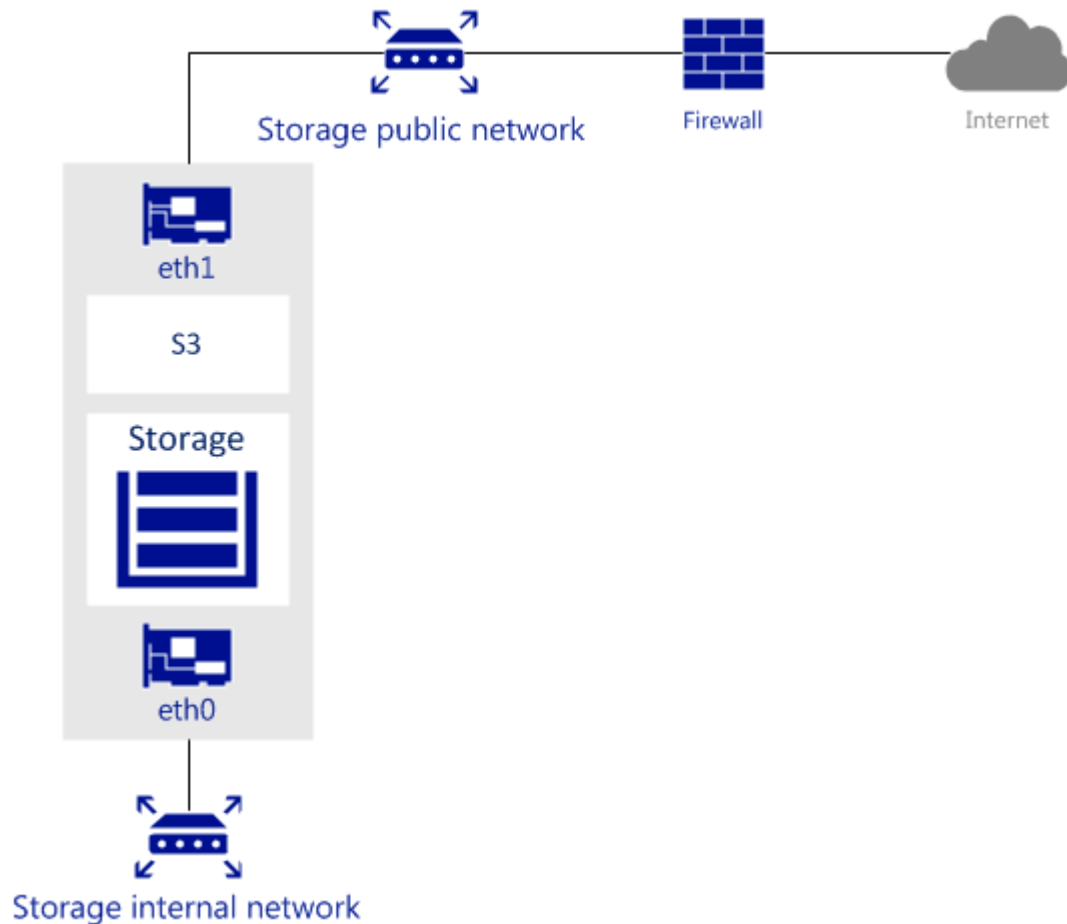 Storage public network
Firewall
Internet
eth1
S3
Storage
eth0
Storage internal network